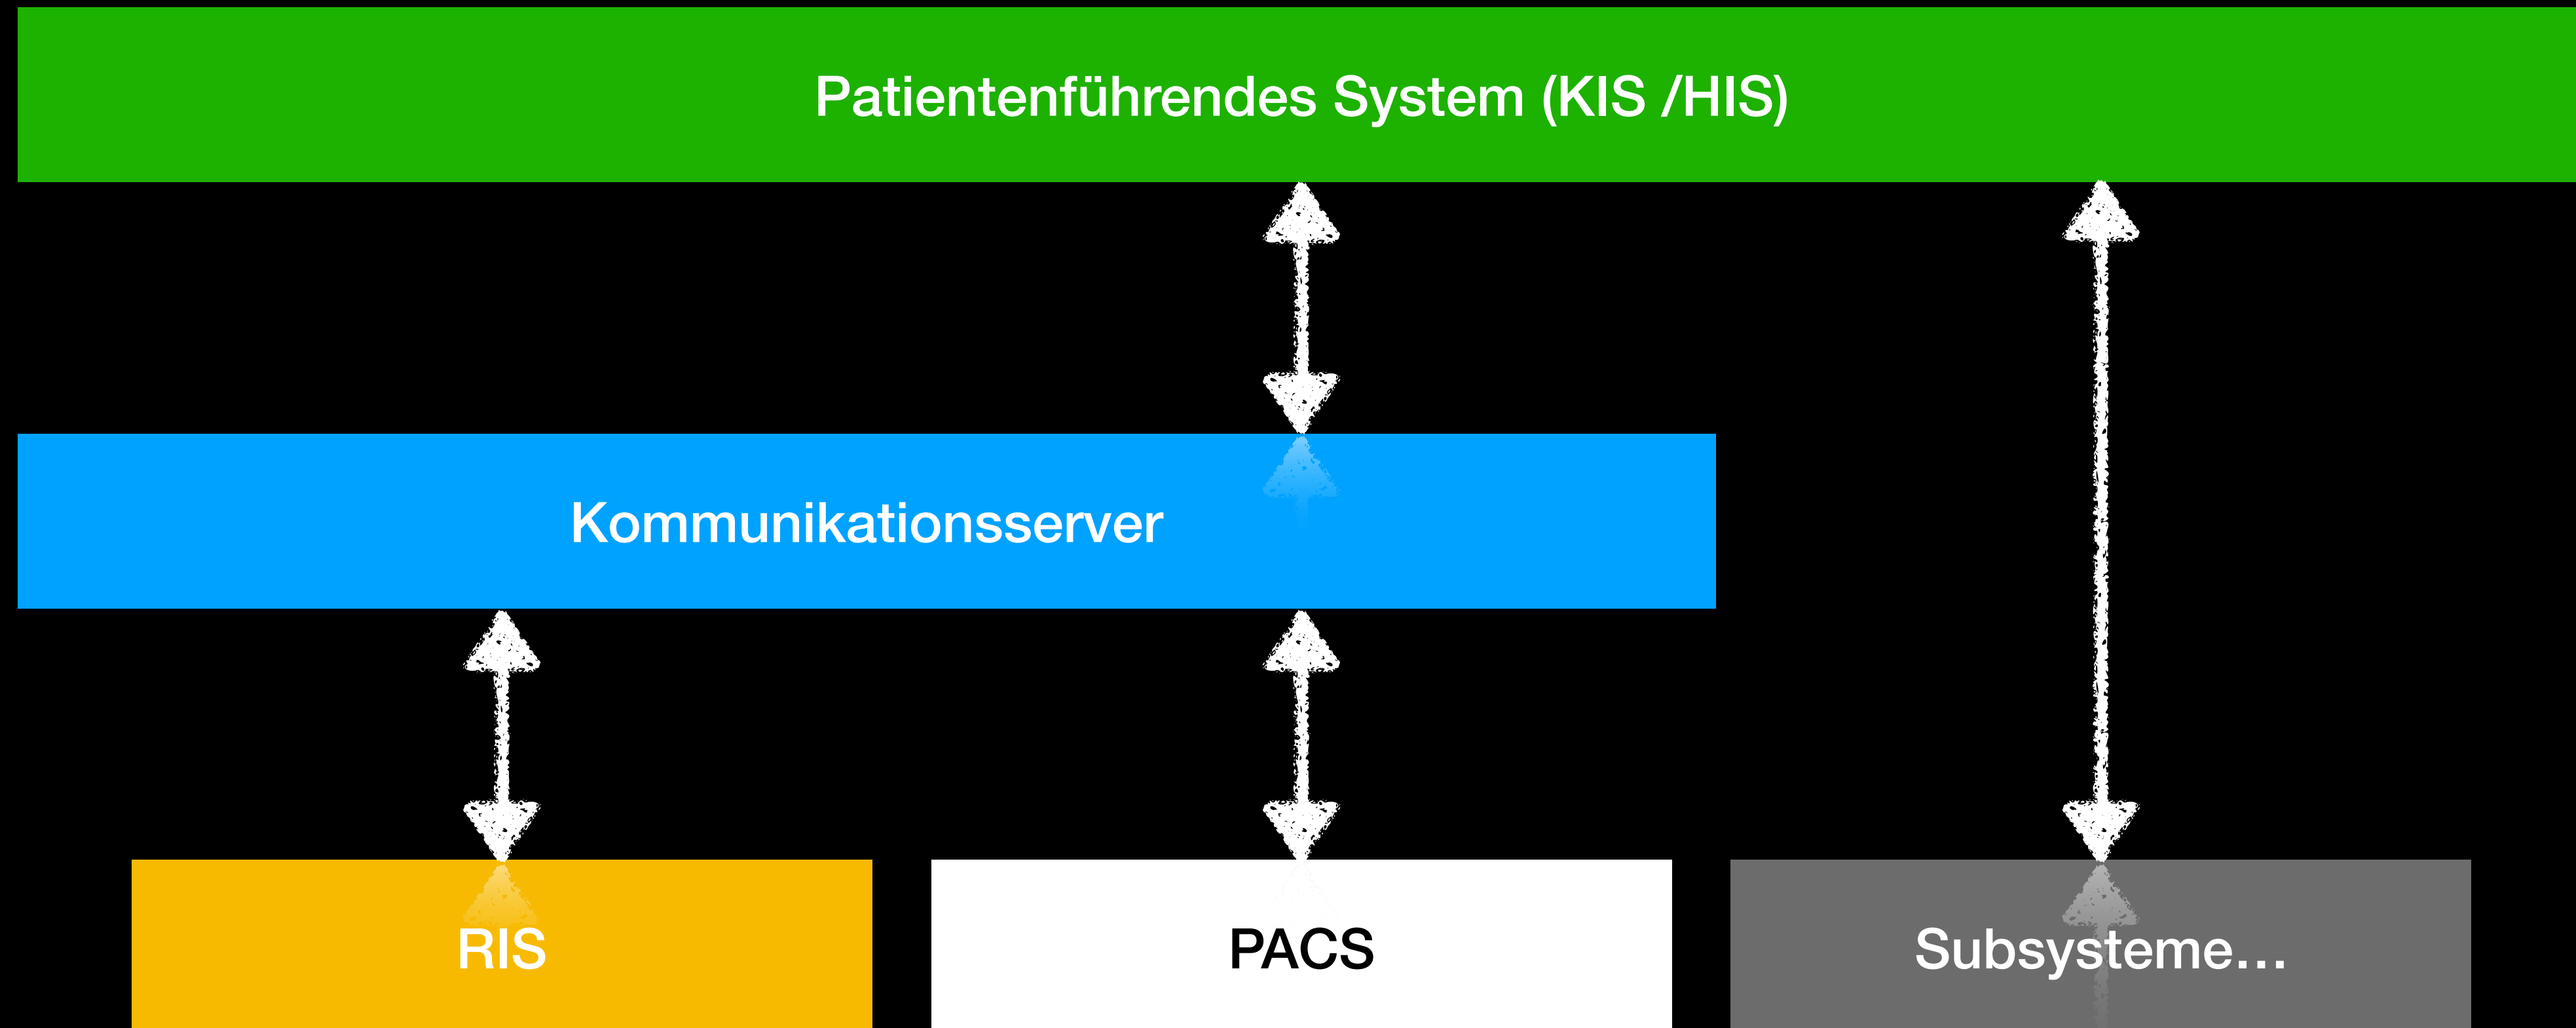 Patientenführendes System (KIS /HIS)
Kommunikationsserver
RIS
PACS
Subsysteme…